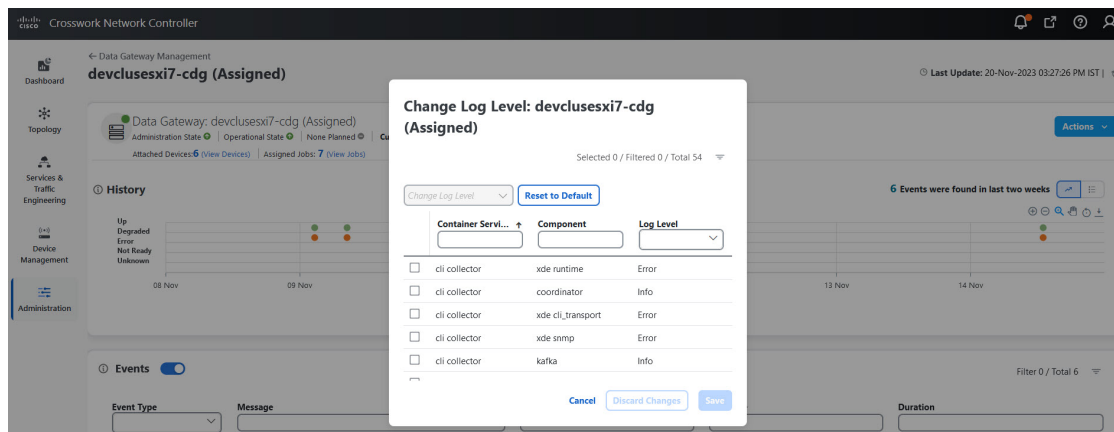 cisco Crosswork Network Controller
← Data Gateway Management
devclusesxi7-cdg (Assigned)
Last Update: 20-Nov-2023 03:27:26 PM IST |
Dashboard
Topology
Services &
Traffic
Engineering
Device
Management
Administration
Data Gateway: devclusesxi7-cdg (Assigned)
Administration State | Operational State | None Planned | Cu
Attached Devices:6 (View Devices) | Assigned Jobs: 7 (View Jobs)
Actions
History
6 Events were found in last two weeks
Up
Degraded
Error
Not Ready
Unknown
08 Nov 09 Nov 13 Nov 14 Nov
Events
Filter 0 / Total 6
Event Type Message Duration
Change Log Level: devclusesxi7-cdg
(Assigned)
Selected 0 / Filtered 0 / Total 54
Change Log Level Reset to Default
Container Servi... Component Log Level
cli collector xde runtime Error
cli collector coordinator Info
cli collector xde cli_transport Error
cli collector xde snmp Error
cli collector kafka Info
Cancel Discard Changes Save